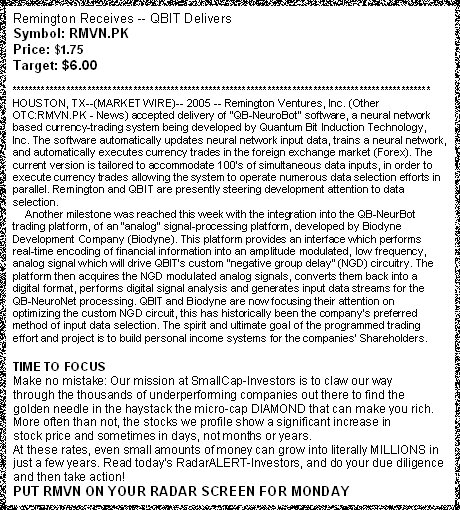 Remington Receives -- QBIT Delivers
Symbol: RMVN.PK
Price: $1.75
Target: $6.00
********************************************************************************************************
HOUSTON, TX--(MARKET WIRE)-- 2005 -- Remington Ventures, Inc. (Other
OTC:RMVN.PK - News) accepted delivery of "QB-NeuroBot" software, a neural network
based currency-trading system being developed by Quantum Bit Induction Technology,
Inc. The software automatically updates neural network input data, trains a neural network,
and automatically executes currency trades in the foreign exchange market (Forex). The
current version is tailored to accommodate 100's of simultaneous data inputs, in order to
execute currency trades allowing the system to operate numerous data selection efforts in
parallel. Remington and QBIT are presently steering development attention to data
selection.
Another milestone was reached this week with the integration into the QB-NeurBot
trading platform, of an "analog" signal-processing platform, developed by Biodyne
Development Company (Biodyne). This platform provides an interface which performs
real-time encoding of financial information into an amplitude modulated, low frequency,
analog signal which will drive QBIT's custom "negative group delay" (NGD) circuitry. The
platform then acquires the NGD modulated analog signals, converts them back into a
digital format, performs digital signal analysis and generates input data streams for the
QB-NeuroNet processing. QBIT and Biodyne are now focusing their attention on
optimizing the custom NGD circuit, this has historically been the company's preferred
method of input data selection. The spirit and ultimate goal of the programmed trading
effort and project is to build personal income systems for the companies' Shareholders.
TIME TO FOCUS
Make no mistake: Our mission at SmallCap-Investors is to claw our way
through the thousands of underperforming companies out there to find the
golden needle in the haystack the micro-cap DIAMOND that can make you rich.
More often than not, the stocks we profile show a significant increase in
stock price and sometimes in days, not months or years.
At these rates, even small amounts of money can grow into literally MILLIONS in
just a few years. Read today's RadarALERT-Investors, and do your due diligence
and then take action!
PUT RMVN ON YOUR RADAR SCREEN FOR MONDAY